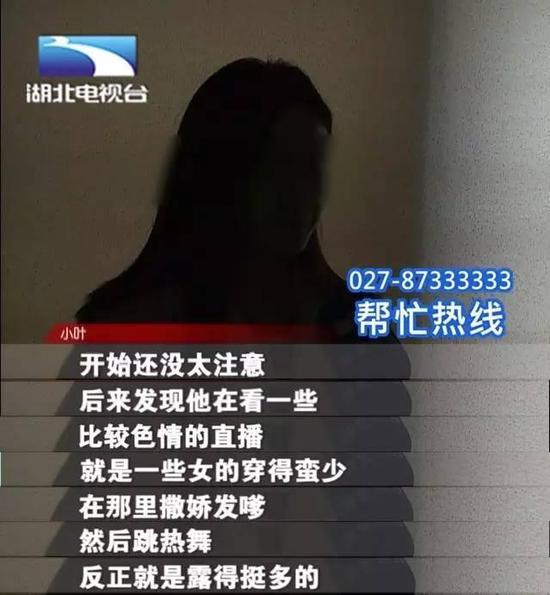 湖北电视台
027-87333333
帮忙热线
小叶
开始还没太注意
后来发现他在看一些
比较色情的直播
就是一些女的穿得蛮少
在那里撒娇发嗲
然后跳热舞
反正就是露得挺多的